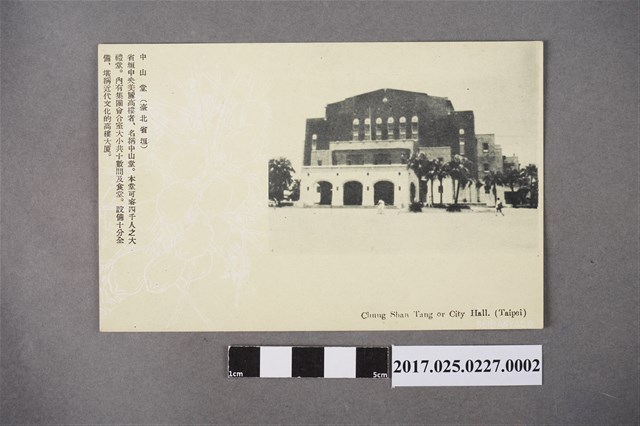 中山堂（臺北省垣）
省垣中央美麗高樓者，名稱中山堂。本堂可容四千人之大
禮堂。內有集團會合室大小共十數間及食堂。設備十分全
備，堪稱近代文化的高樓大廈。
Chung Shan Tang or City Hall. (Taipei)
1cm
5cm
2017.025.0227.0002